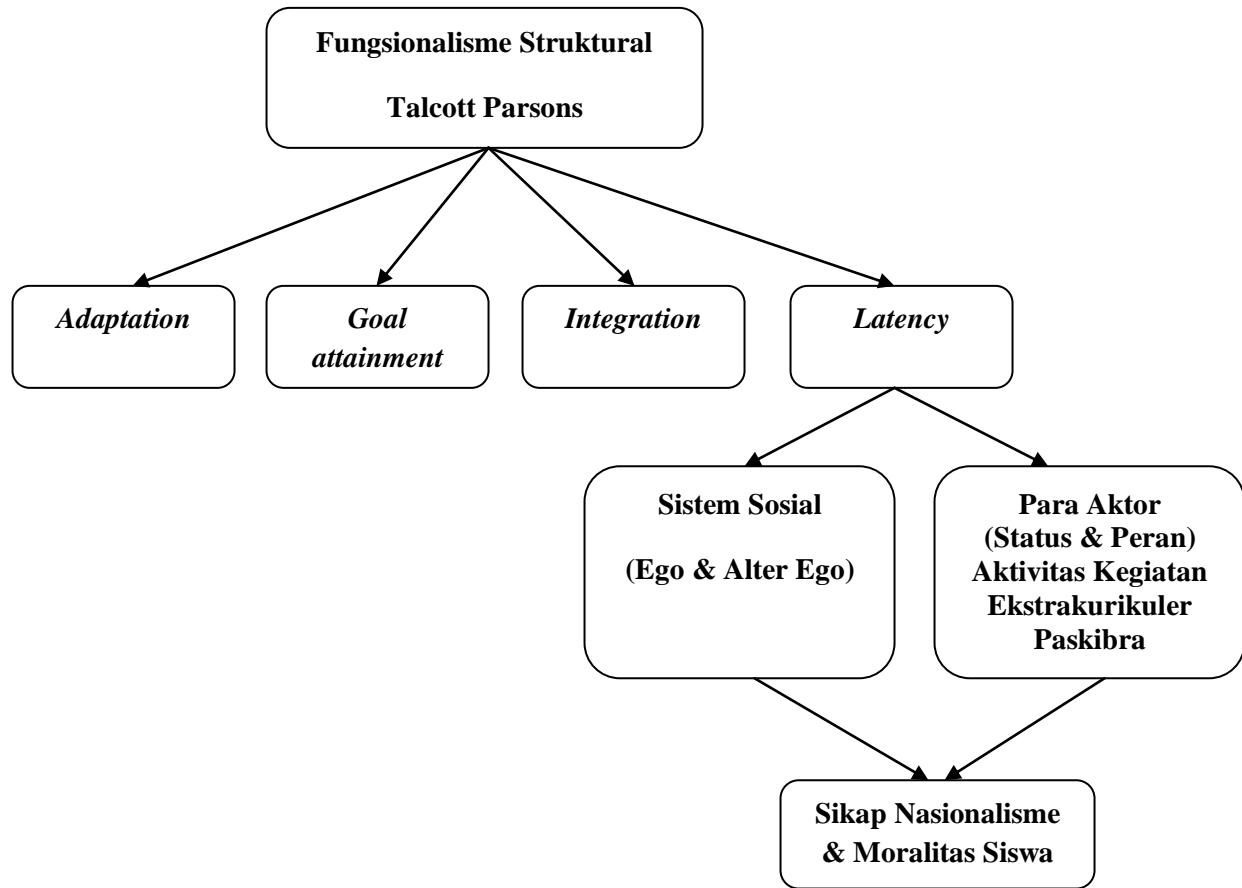 Fungsionalisme Struktural
Talcott Parsons
Adaptation
Goal
attainment
Integration
Latency
Sistem Sosial
(Ego & Alter Ego)
Para Aktor
(Status & Peran)
Aktivitas Kegiatan
Ekstrakurikuler
Paskibra
Sikap Nasionalisme
& Moralitas Siswa